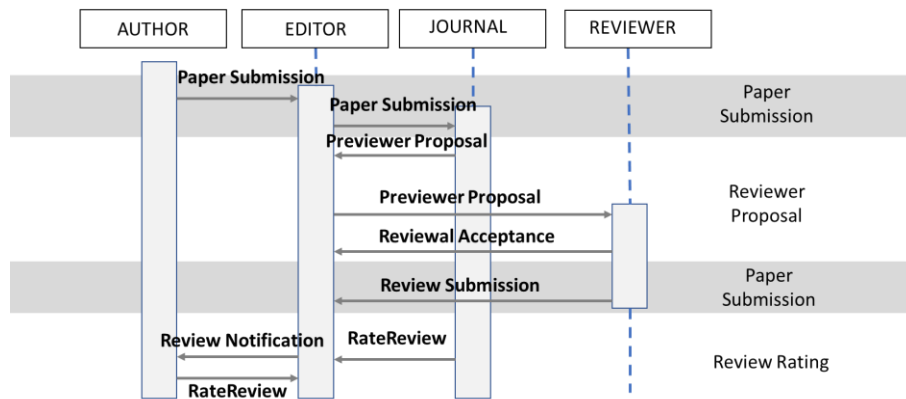 AUTHOR
EDITOR
JOURNAL
REVIEWER
Paper Submission
Paper Submission
Paper
Submission
Previewer Proposal
Previewer Proposal
Reviewer
Proposal
Reviewal Acceptance
Review Submission
Paper
Submission
Review Notification
RateReview
Review Rating
RateReview